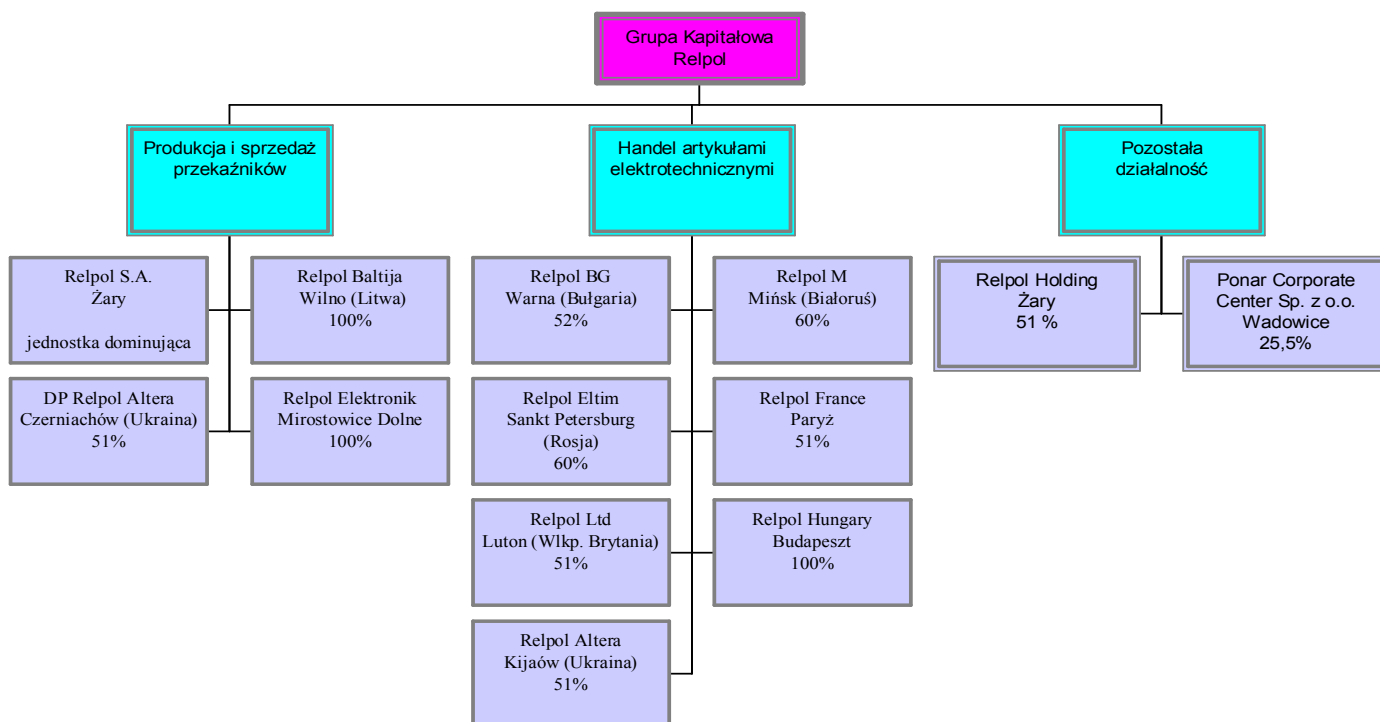 Grupa Kapitałowa
Relpol
Produkcja i sprzedaż
przekaźników
Handel artykułami
elektrotechnicznymi
Pozostała
działalność
Relpol S.A.
Żary
jednostka dominująca
Relpol Baltija
Wilno (Litwa)
100%
DP Relpol Altera
Czerniachów (Ukraina)
51%
Relpol Elektronik
Mirostowice Dolne
100%
Relpol BG
Warna (Bułgaria)
52%
Relpol M
Mińsk (Białoruś)
60%
Relpol Eltim
Sankt Petersburg
(Rosja)
60%
Relpol France
Paryż
51%
Relpol Ltd
Luton (Wlkp. Brytania)
51%
Relpol Hungary
Budapeszt
100%
Relpol Altera
Kijaów (Ukraina)
51%
Relpol Holding
Żary
51 %
Ponar Corporate
Center Sp. z o.o.
Wadowice
25,5%